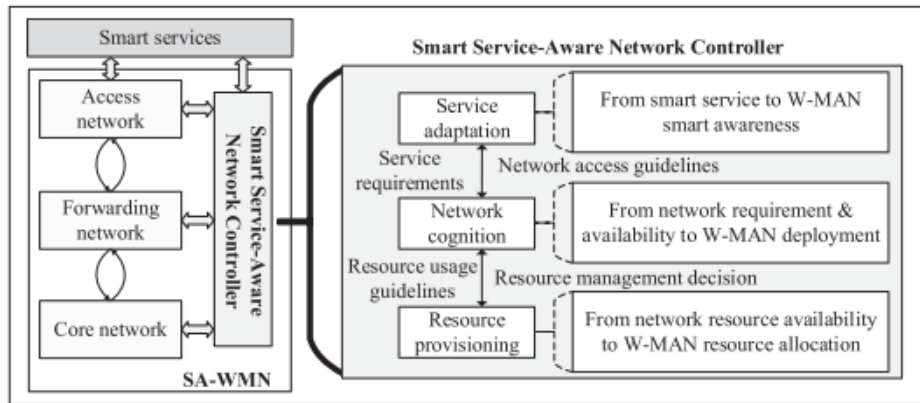 Smart services
Access
network
Forwarding
network
Core network
Smart Service-Aware
Network Controller
SA-WMN
Smart Service-Aware Network Controller
Service
adaptation
From smart service to W-MAN
smart awareness
Service
requirements
Network access guidelines
Network
cognition
From network requirement &
availability to W-MAN deployment
Resource usage
guidelines
Resource management decision
Resource
provisioning
From network resource availability
to W-MAN resource allocation